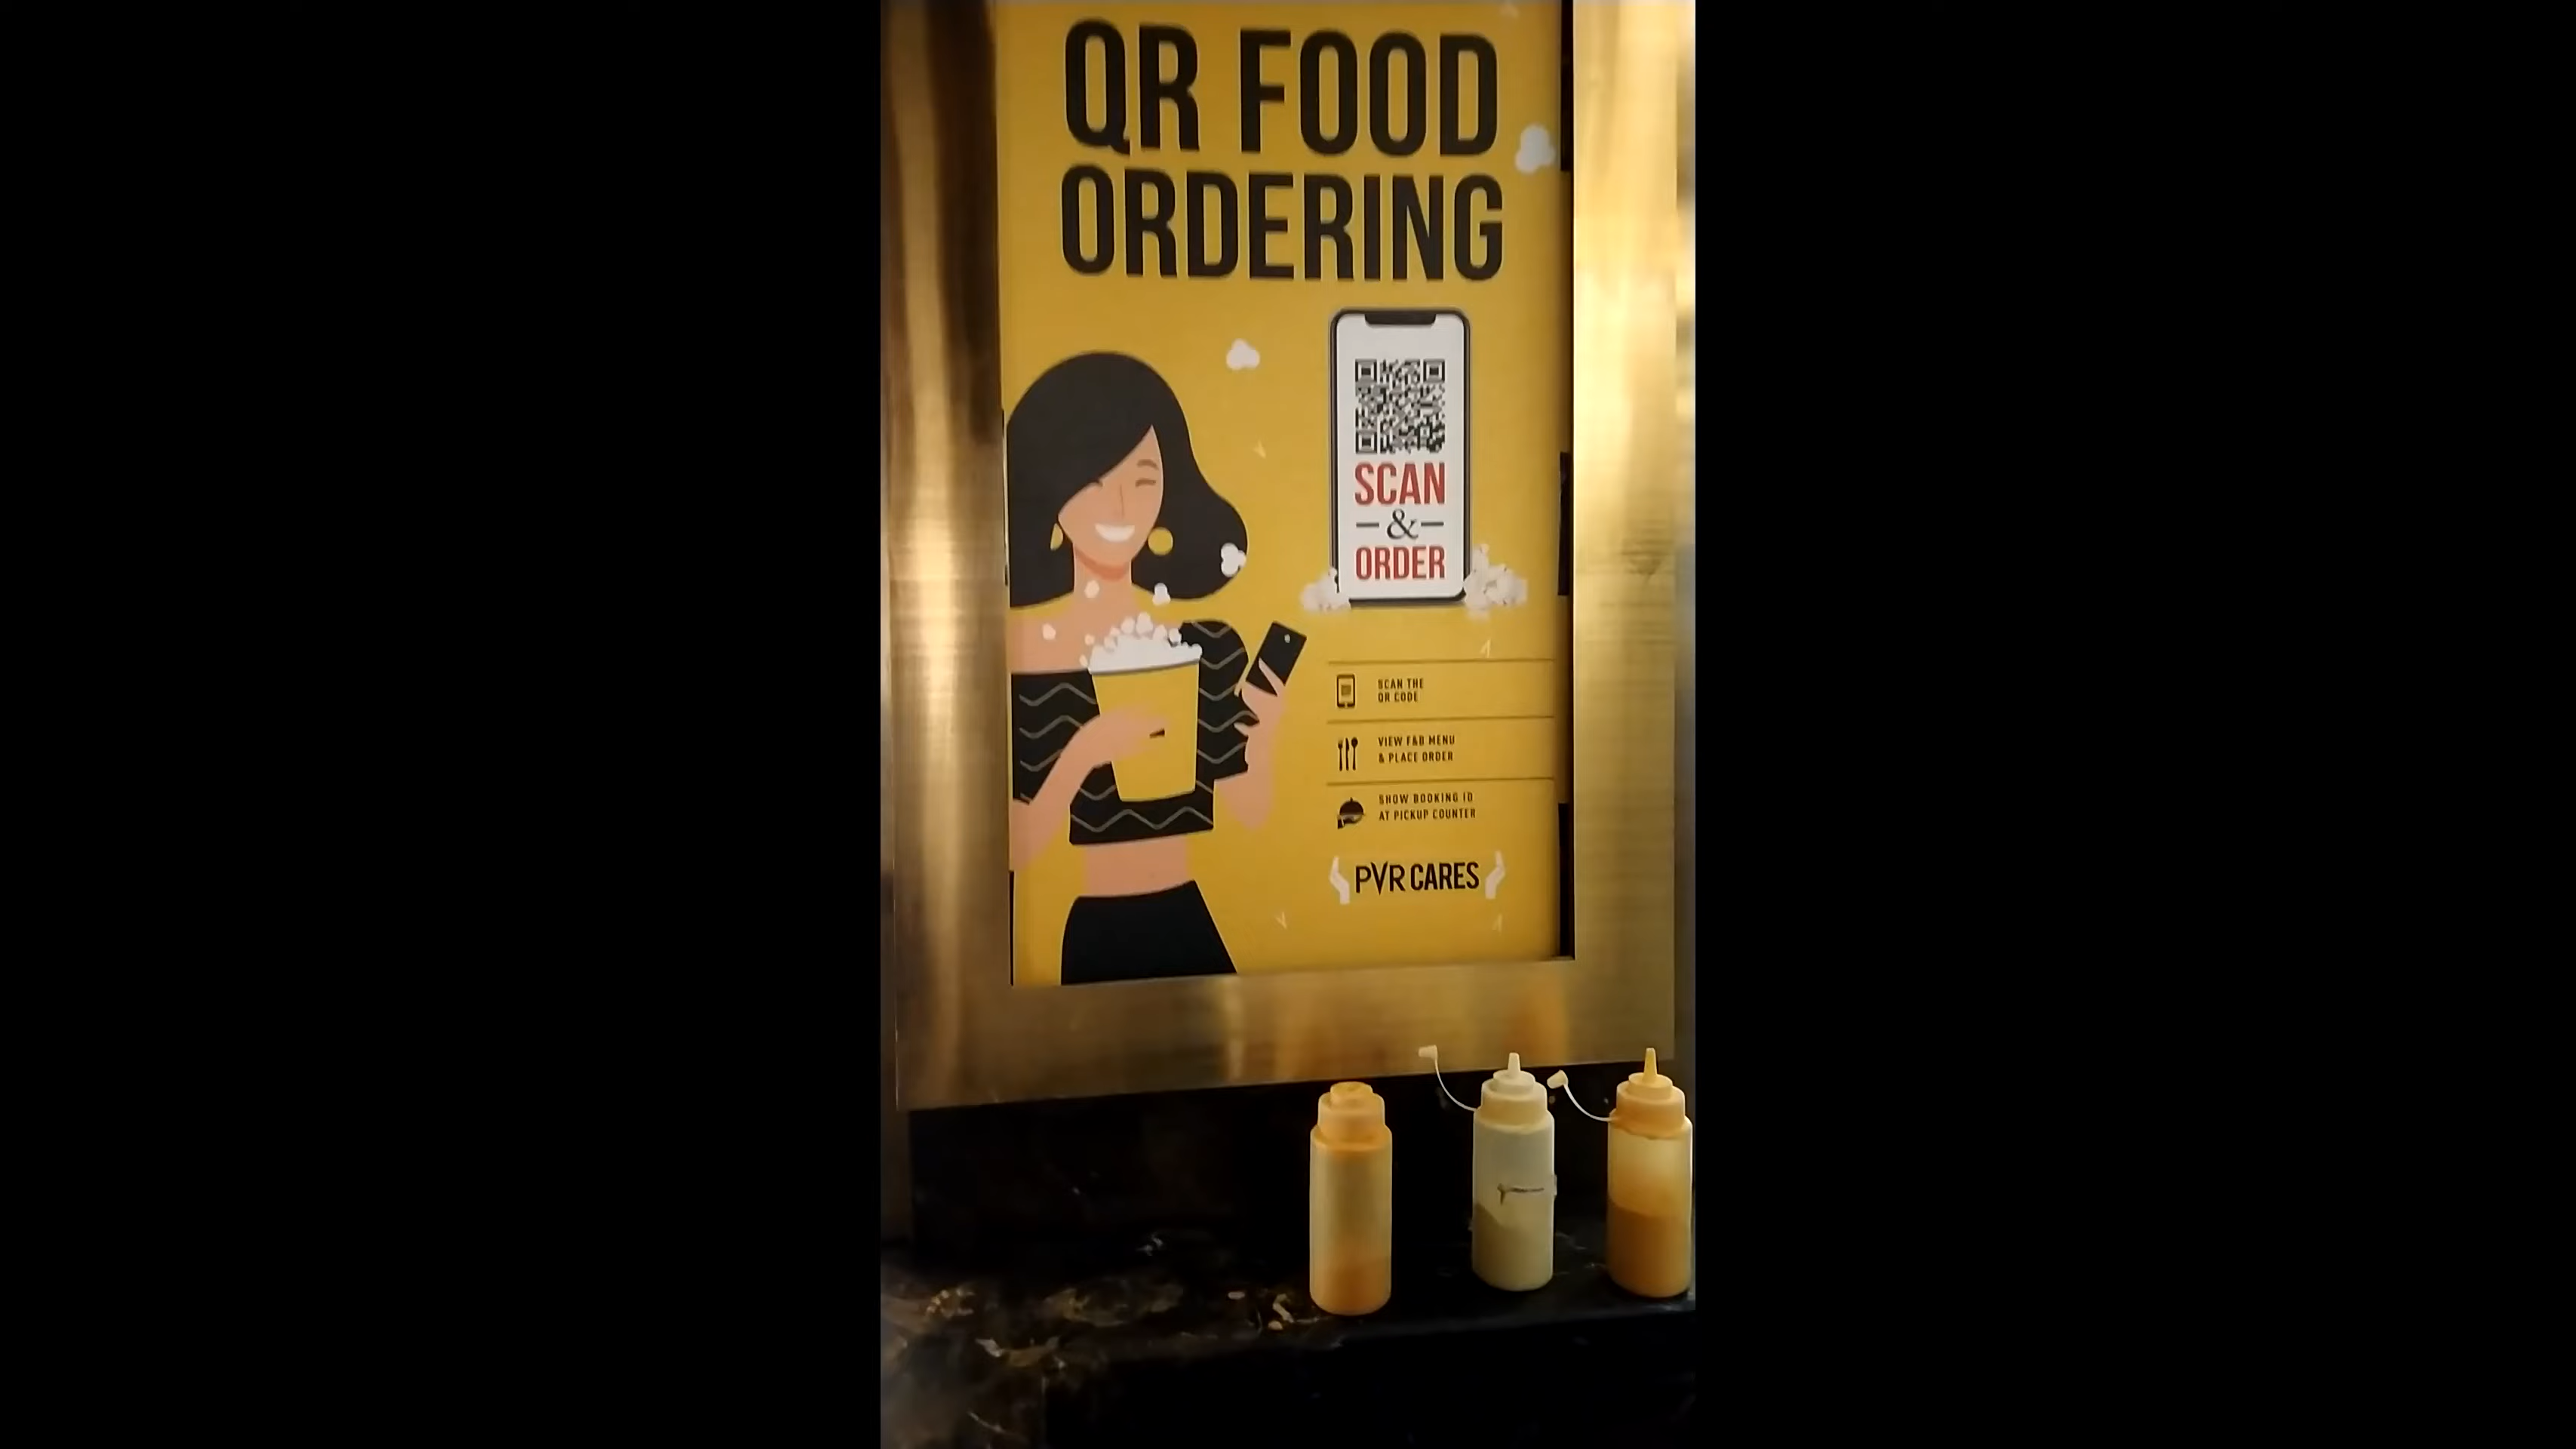 QR FOOD
ORDERING
SCAN
&
ORDER
SCAN THE
QR CODE
VIEW F&B MENU
& PLACE ORDER
SHOW BOOKING ID
AT PICKUP COUNTER
PVR CARES